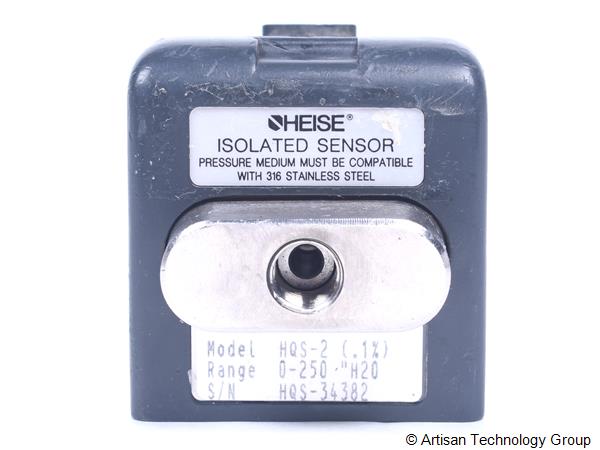 HEISE®
ISOLATED SENSOR
PRESSURE MEDIUM MUST BE COMPATIBLE
WITH 316 STAINLESS STEEL
Model HQS-2 (.1%)
Range 0-250 "H2O
S/N HQS-34382
© Artisan Technology Group